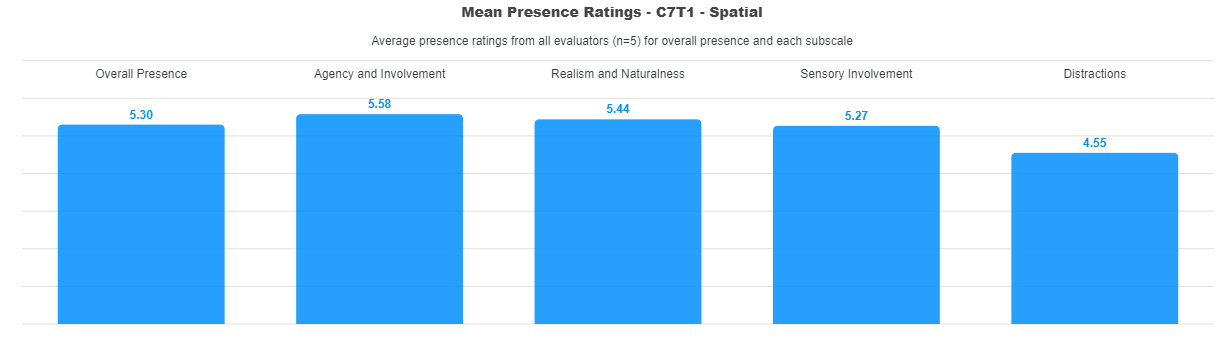 Mean Presence Ratings - C7T1 - Spatial
Average presence ratings from all evaluators (n=5) for overall presence and each subscale
Overall Presence Agency and Involvement Realism and Naturalness Sensory Involvement Distractions
5.30 5.58 5.44 5.27 4.55